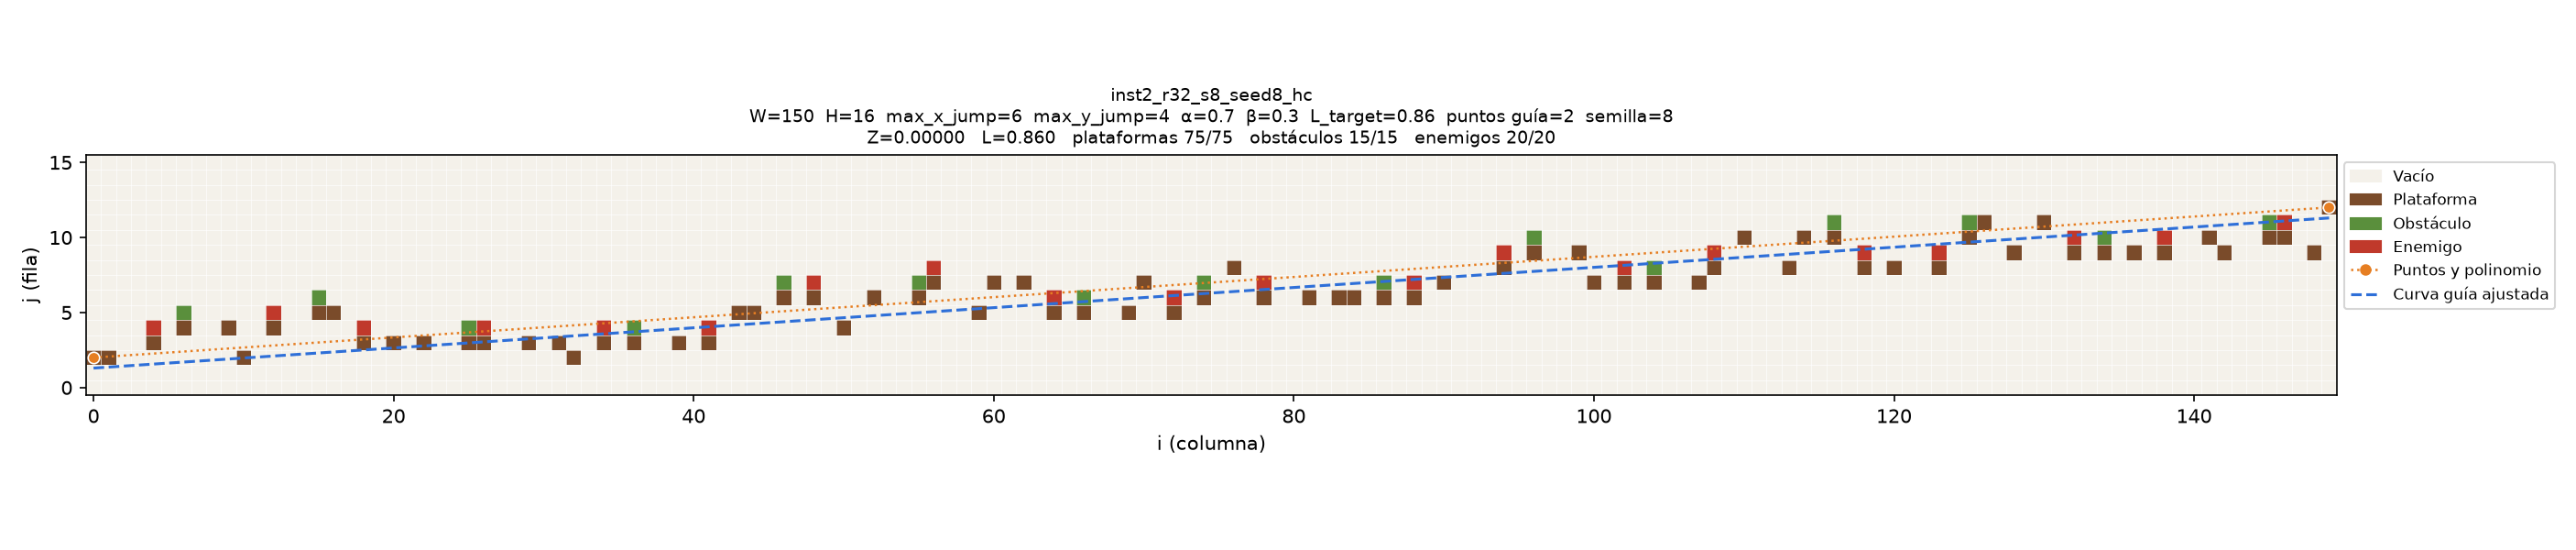 inst2_r32_s8_seed8_hc
W=150  H=16  max_x_jump=6  max_y_jump=4  α=0.7  β=0.3  L_target=0.86  puntos guía=2  semilla=8
Z=0.00000   L=0.860   plataformas 75/75   obstáculos 15/15   enemigos 20/20
15
10
5
0
j (fila)
0 20 40 60 80 100 120 140
i (columna)
Vacío
Plataforma
Obstáculo
Enemigo
Puntos y polinomio
Curva guía ajustada